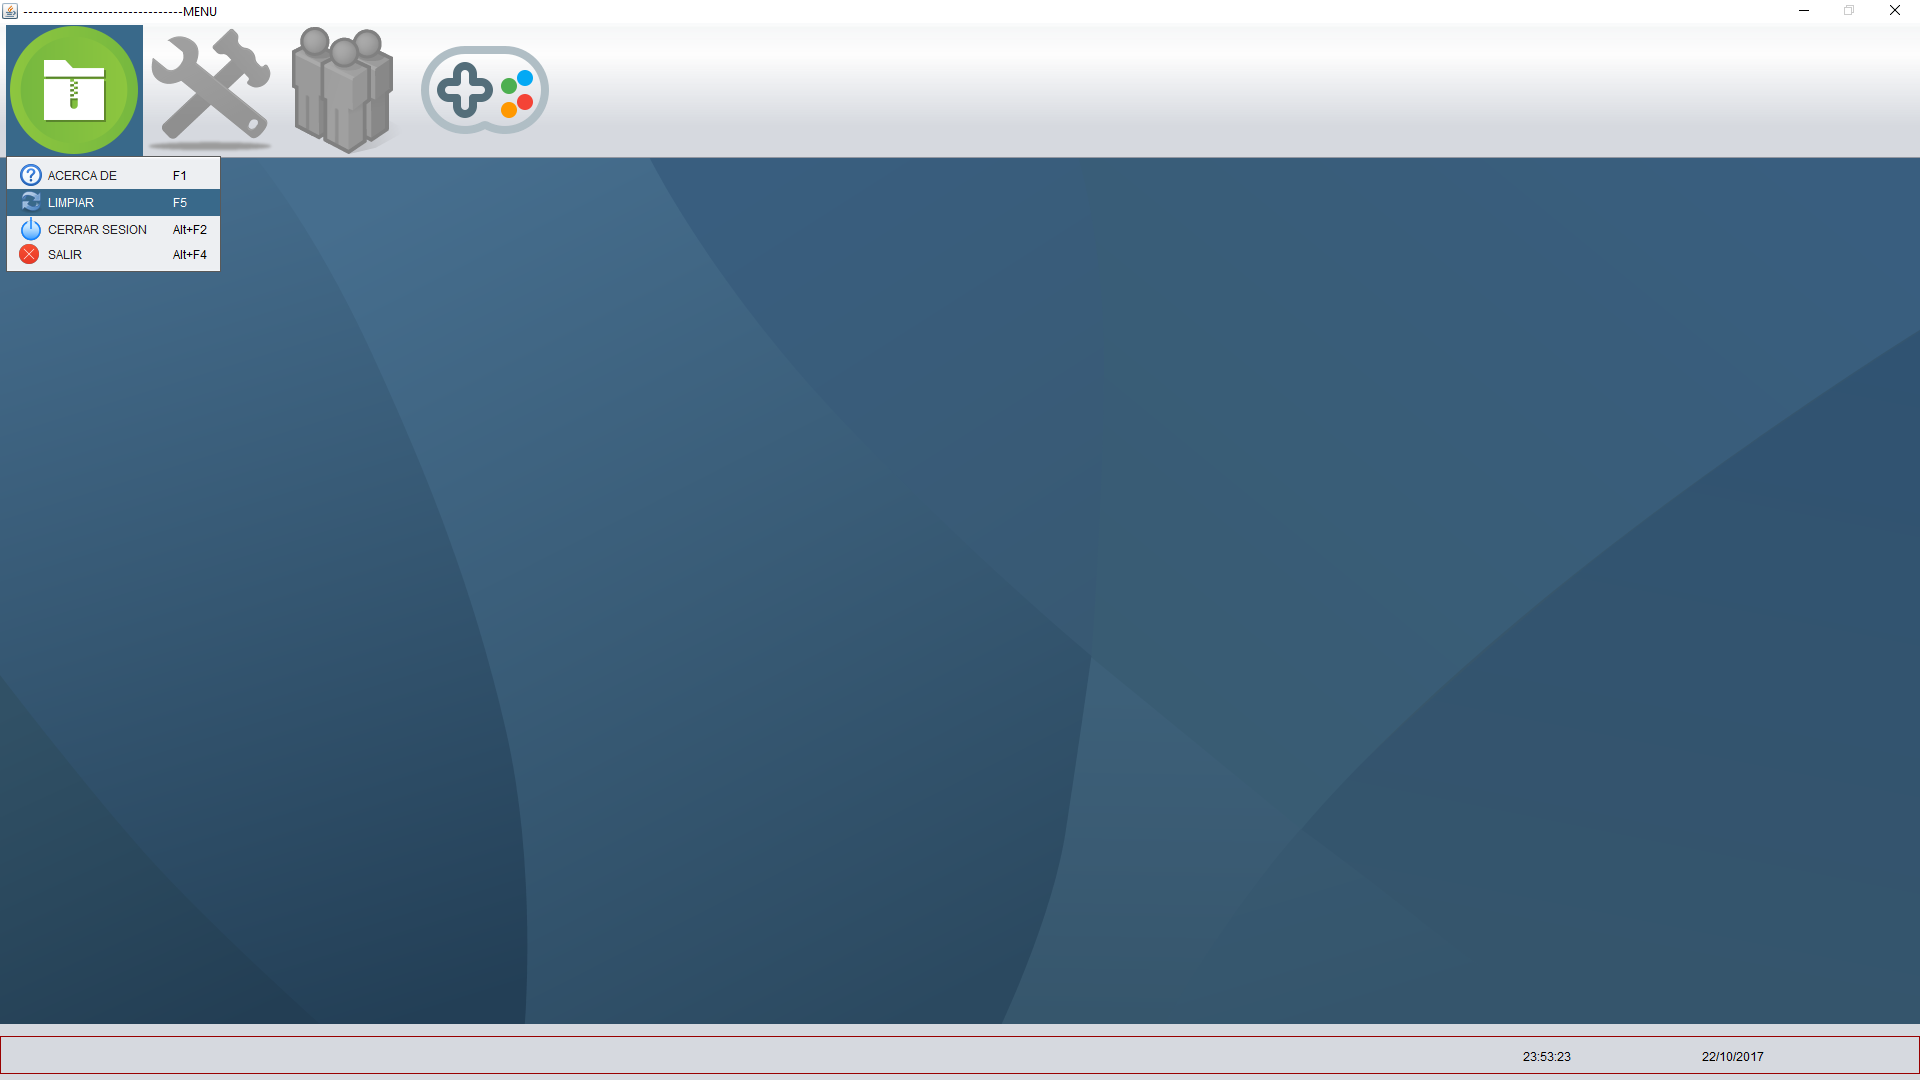 --------------------------------MENU
ACERCA DE F1
LIMPIAR F5
CERRAR SESION Alt+F2
SALIR Alt+F4
23:53:23 22/10/2017